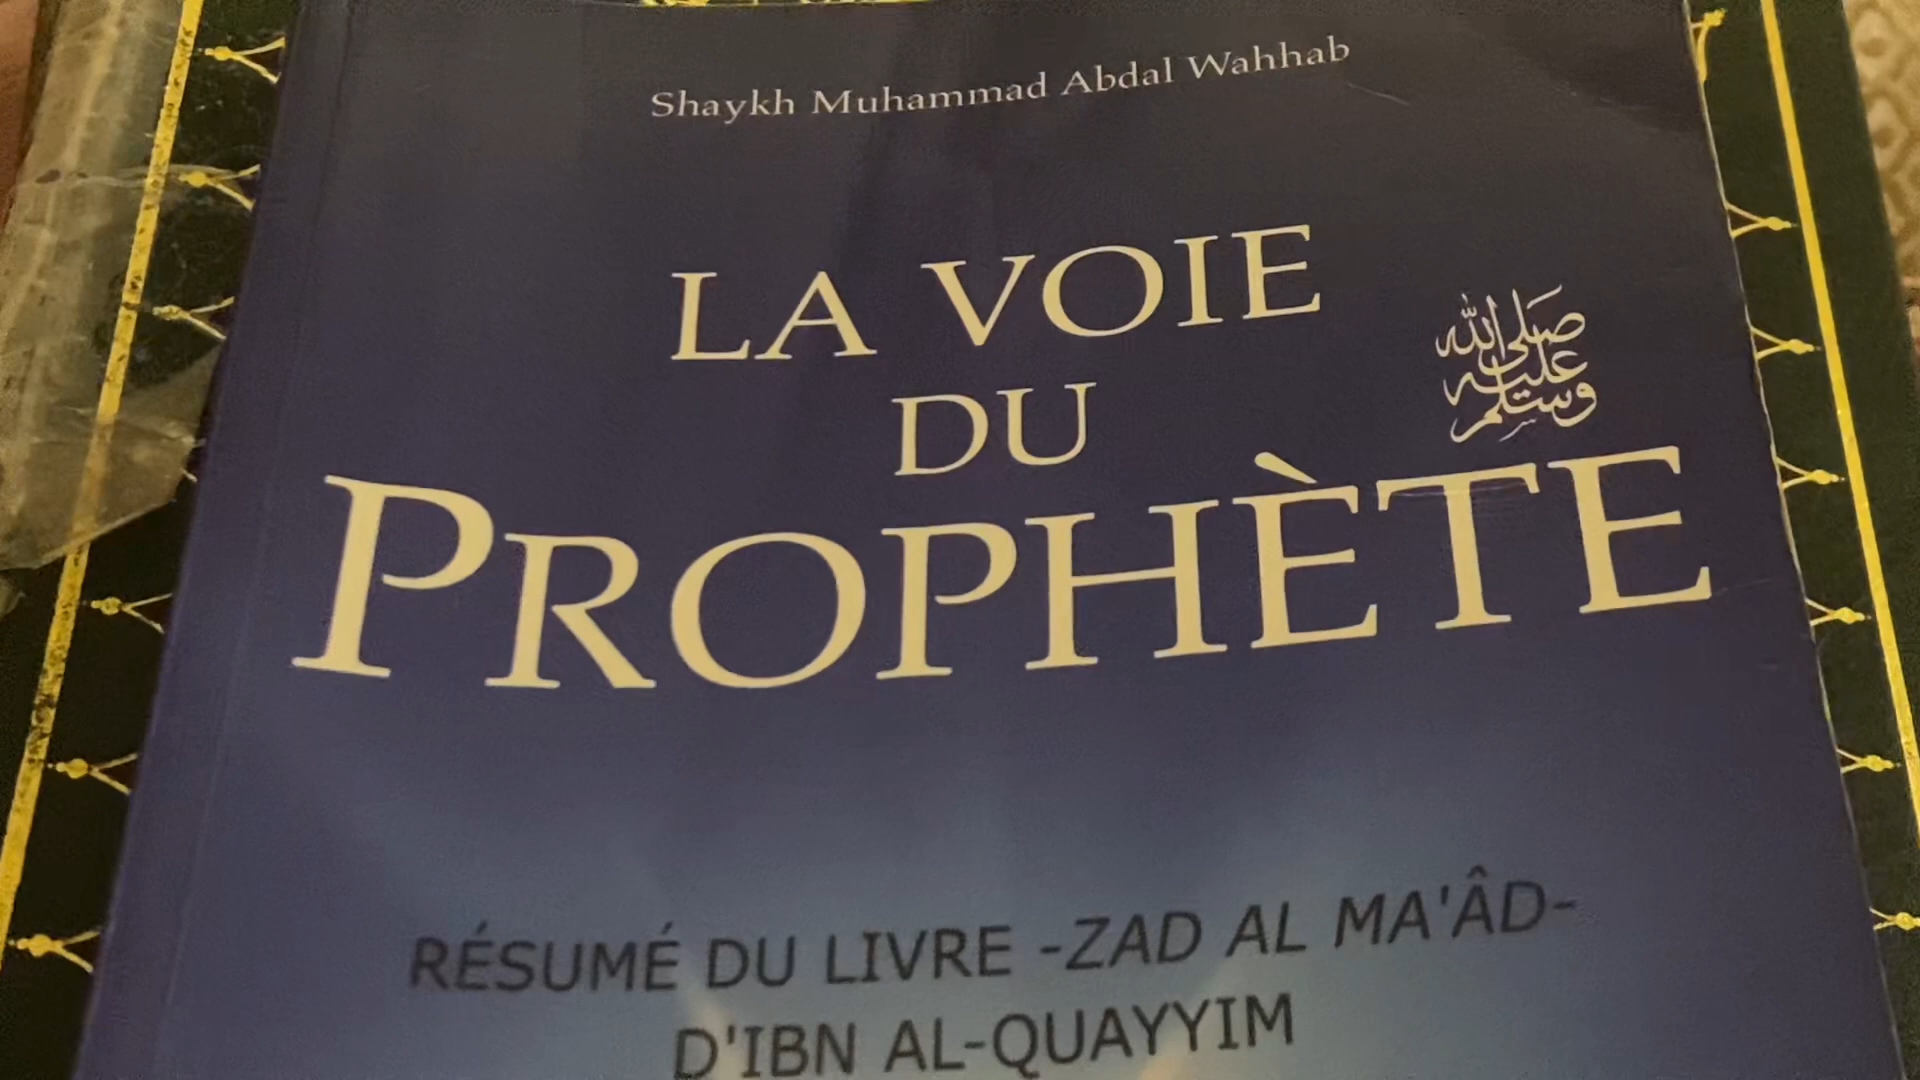 Shaykh Muhammad Abdal Wahhab
LA VOIE
DU
صلى الله
عليه
وسلم
PROPHÈTE
RÉSUMÉ DU LIVRE -ZAD AL MA'ÂD-
D'IBN AL-QUAYYIM